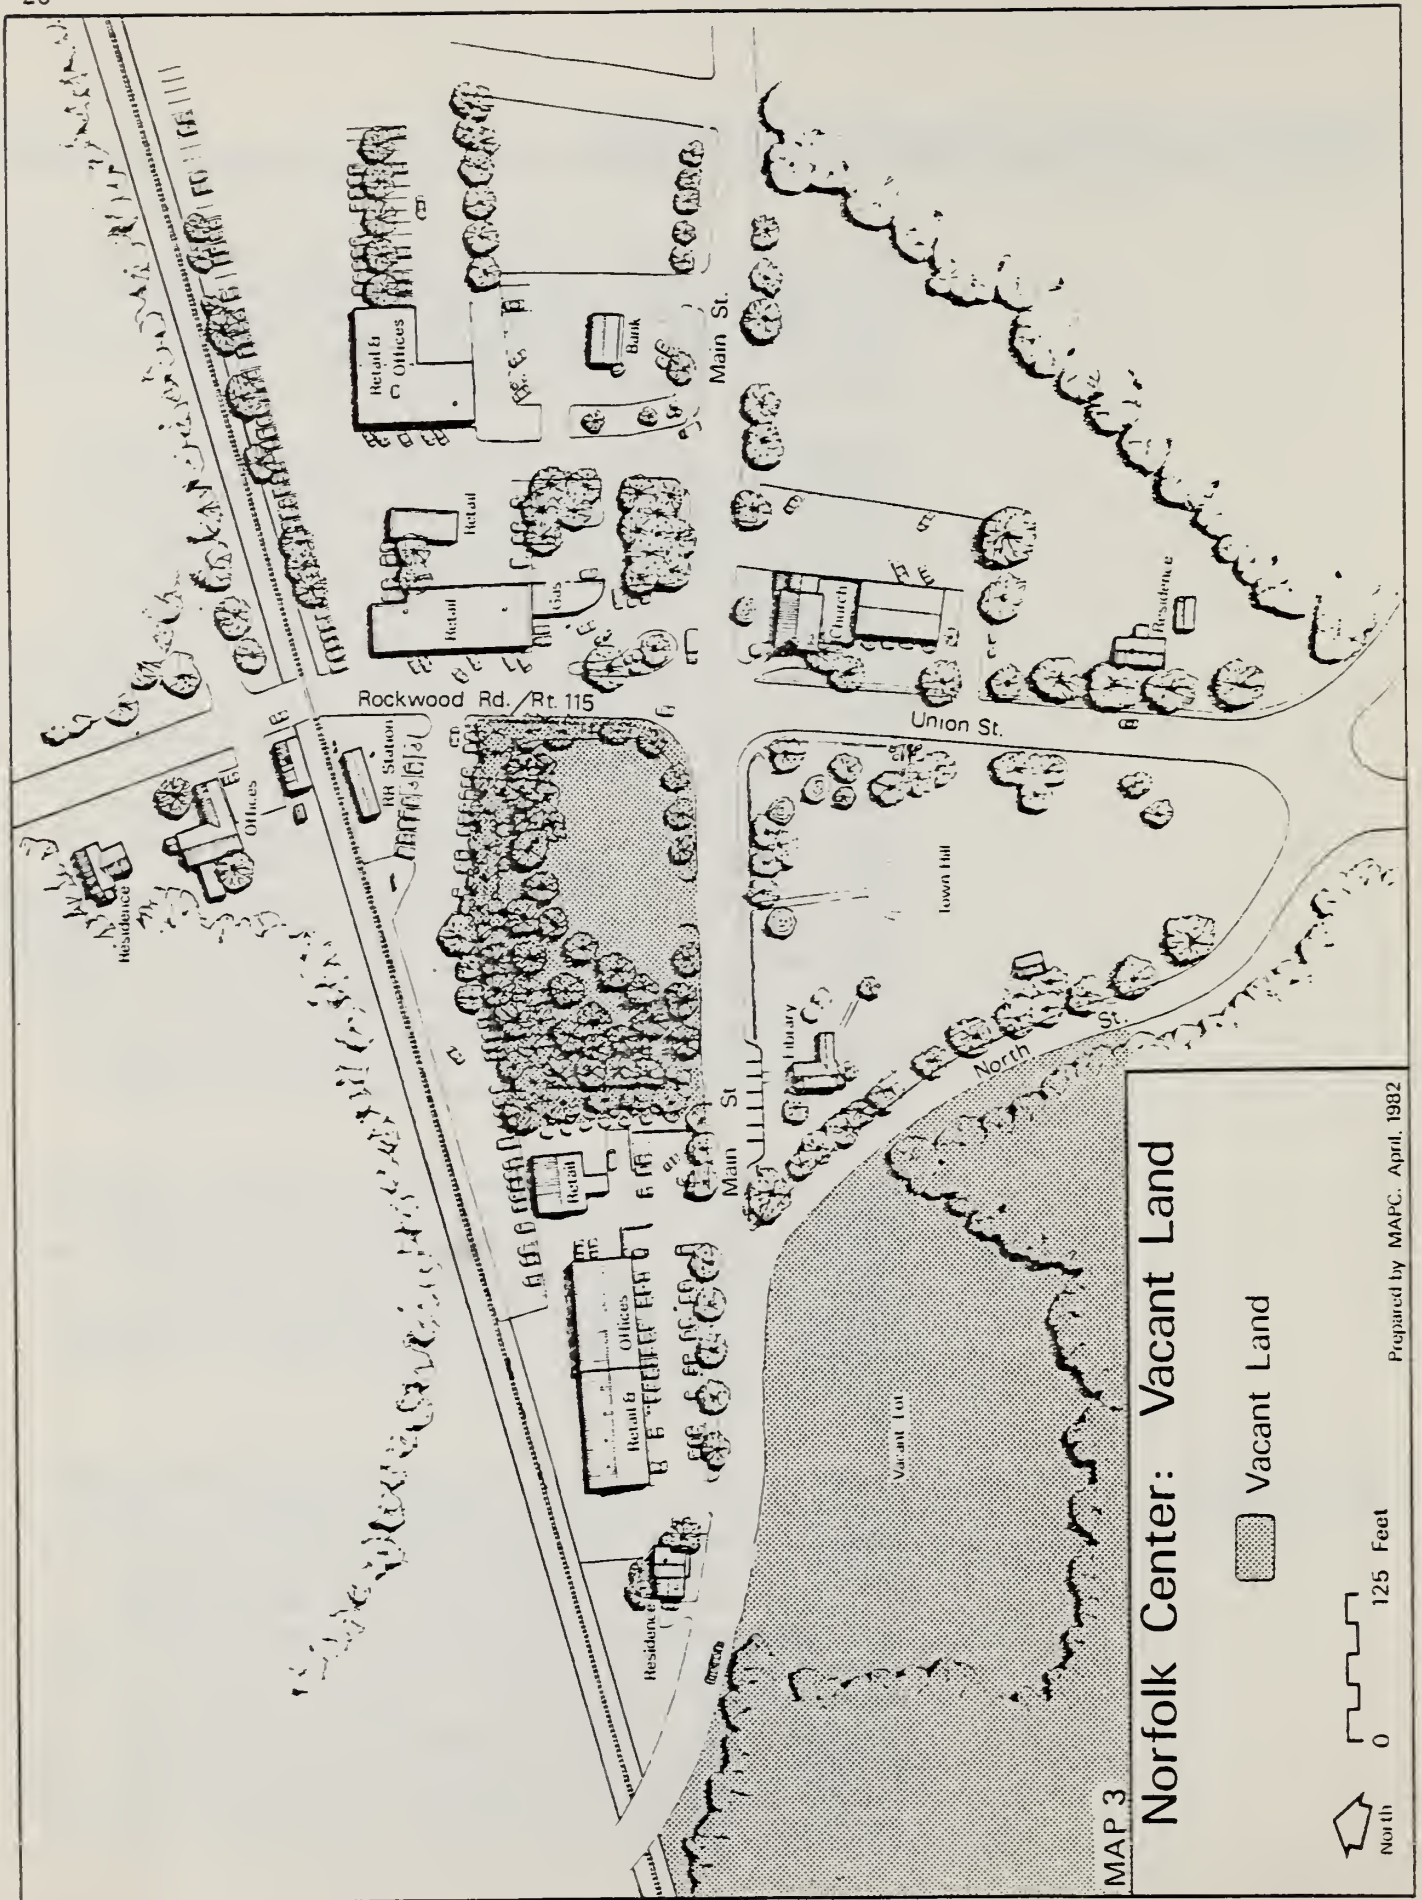 Residence
Offices
RR Station
Rockwood Rd./Rt. 115
Retail
Gas
Retail
Retail &
Offices
Bank
Main St.
Church
Union St.
Residence
Town Hall
Library
North St.
Main St
Retail
Retail &
Offices
Residence
Vacant Lot
MAP 3
Norfolk Center: Vacant Land
Vacant Land
North
0 125 Feet
Prepared by MAPC. April, 1982